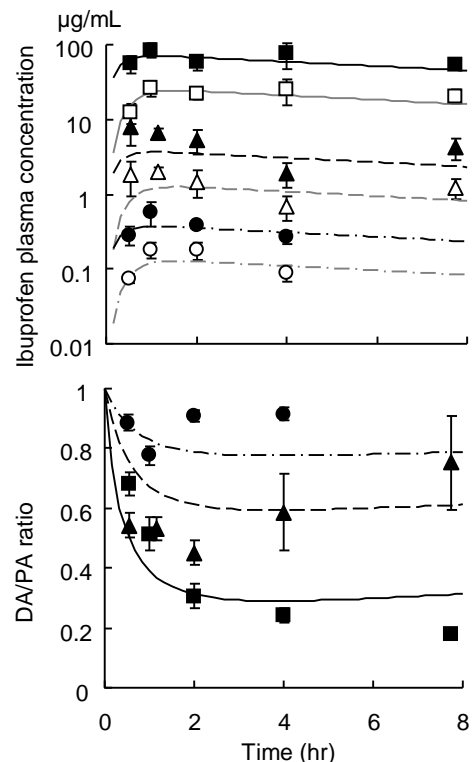 µg/mL
Ibuprofen plasma concentration
100
10
1
0.1
0.01
DA/PA ratio
1
0.8
0.6
0.4
0.2
0
0 2 4 6 8
Time (hr)